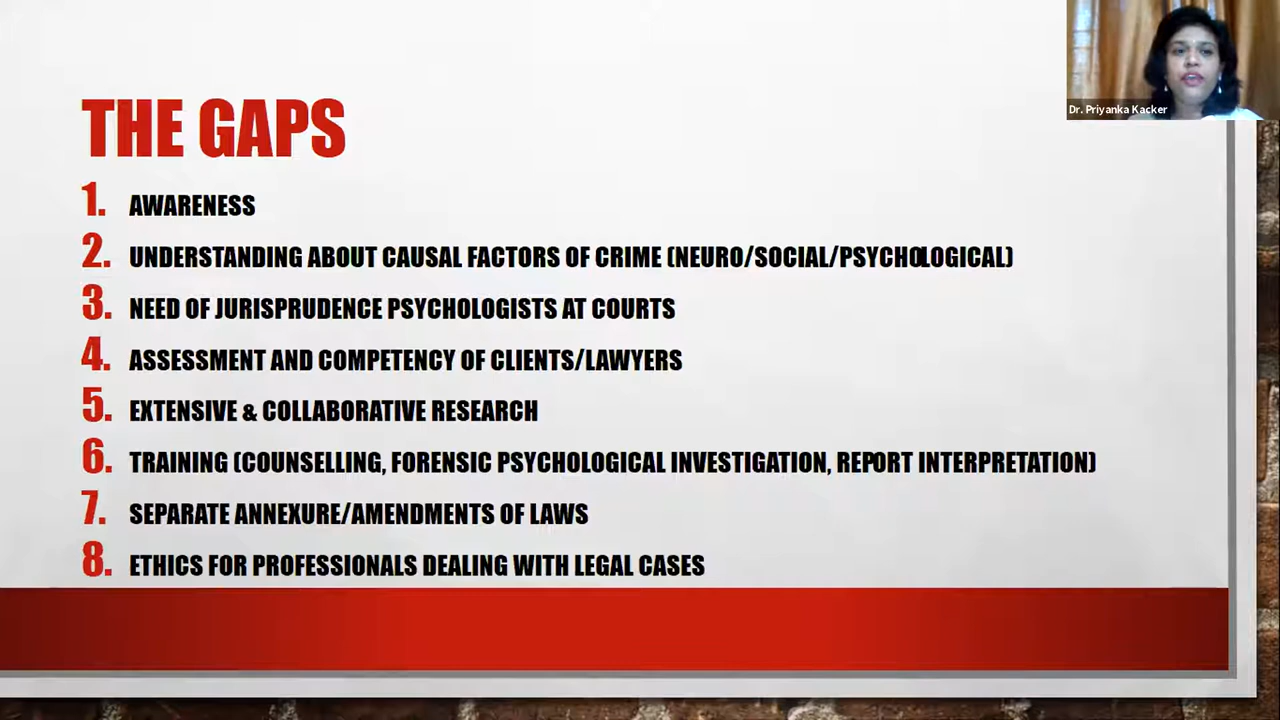 Dr. Priyanka Kacker
THE GAPS
1. AWARENESS
2. UNDERSTANDING ABOUT CAUSAL FACTORS OF CRIME (NEURO/SOCIAL/PSYCHOLOGICAL)
3. NEED OF JURISPRUDENCE PSYCHOLOGISTS AT COURTS
4. ASSESSMENT AND COMPETENCY OF CLIENTS/LAWYERS
5. EXTENSIVE & COLLABORATIVE RESEARCH
6. TRAINING (COUNSELLING, FORENSIC PSYCHOLOGICAL INVESTIGATION, REPORT INTERPRETATION)
7. SEPARATE ANNEXURE/AMENDMENTS OF LAWS
8. ETHICS FOR PROFESSIONALS DEALING WITH LEGAL CASES